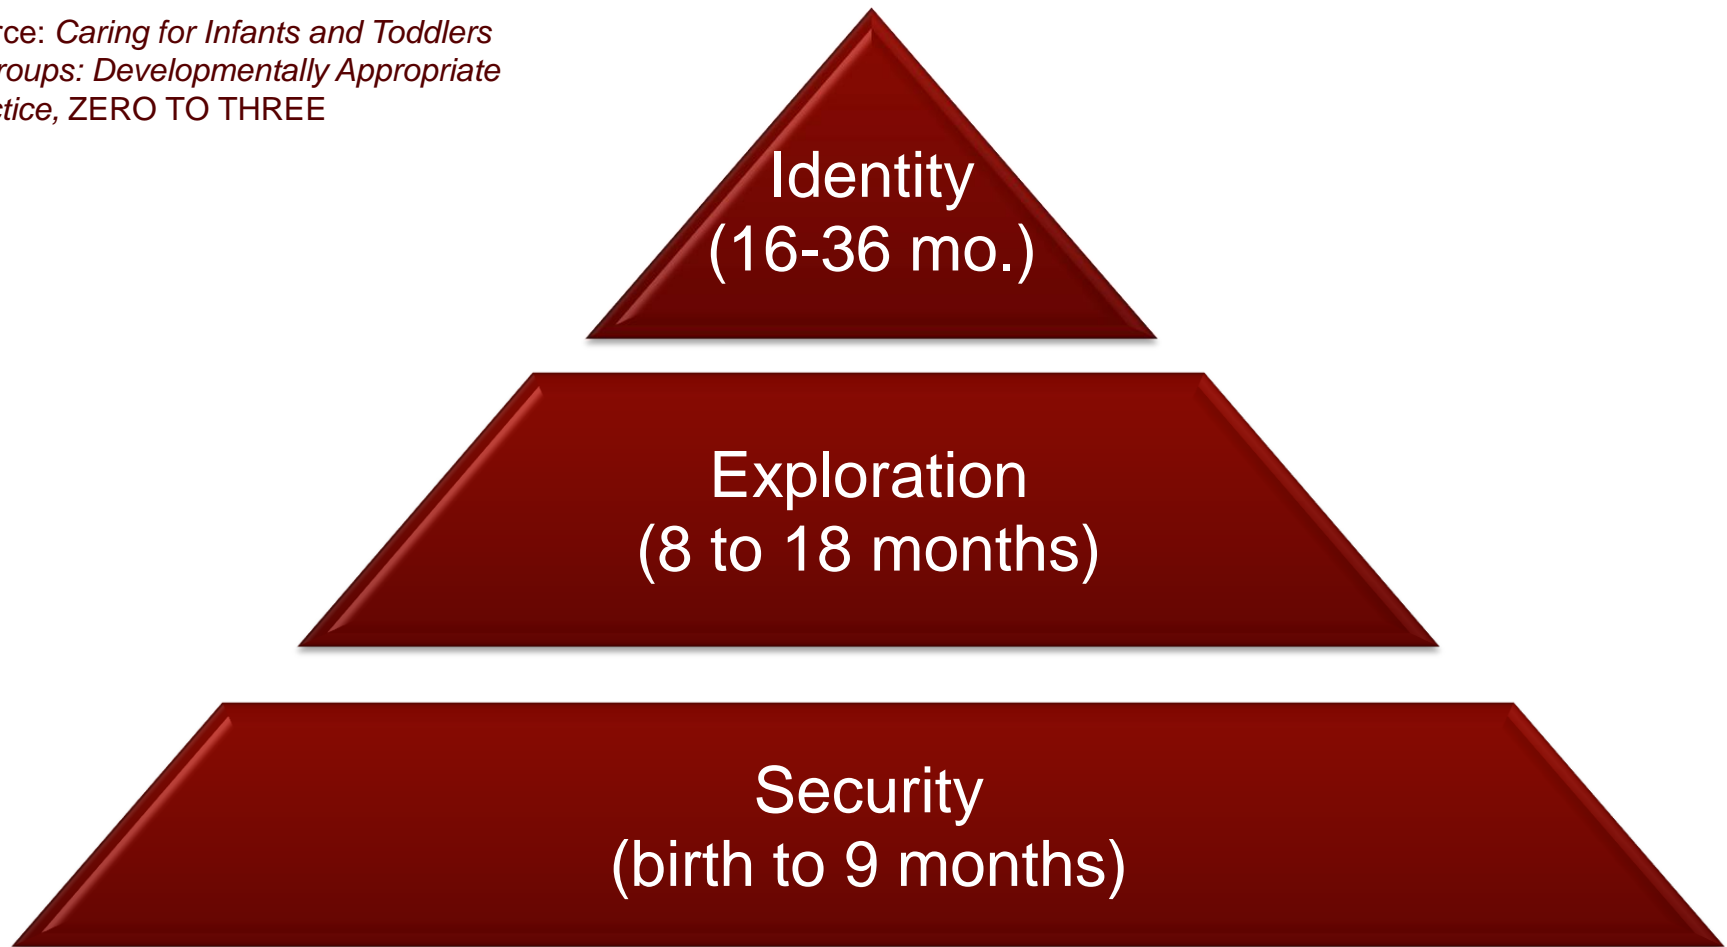 rce: Caring for Infants and Toddlers
roups: Developmentally Appropriate
ctice, ZERO TO THREE
Identity
(16-36 mo.)
Exploration
(8 to 18 months)
Security
(birth to 9 months)